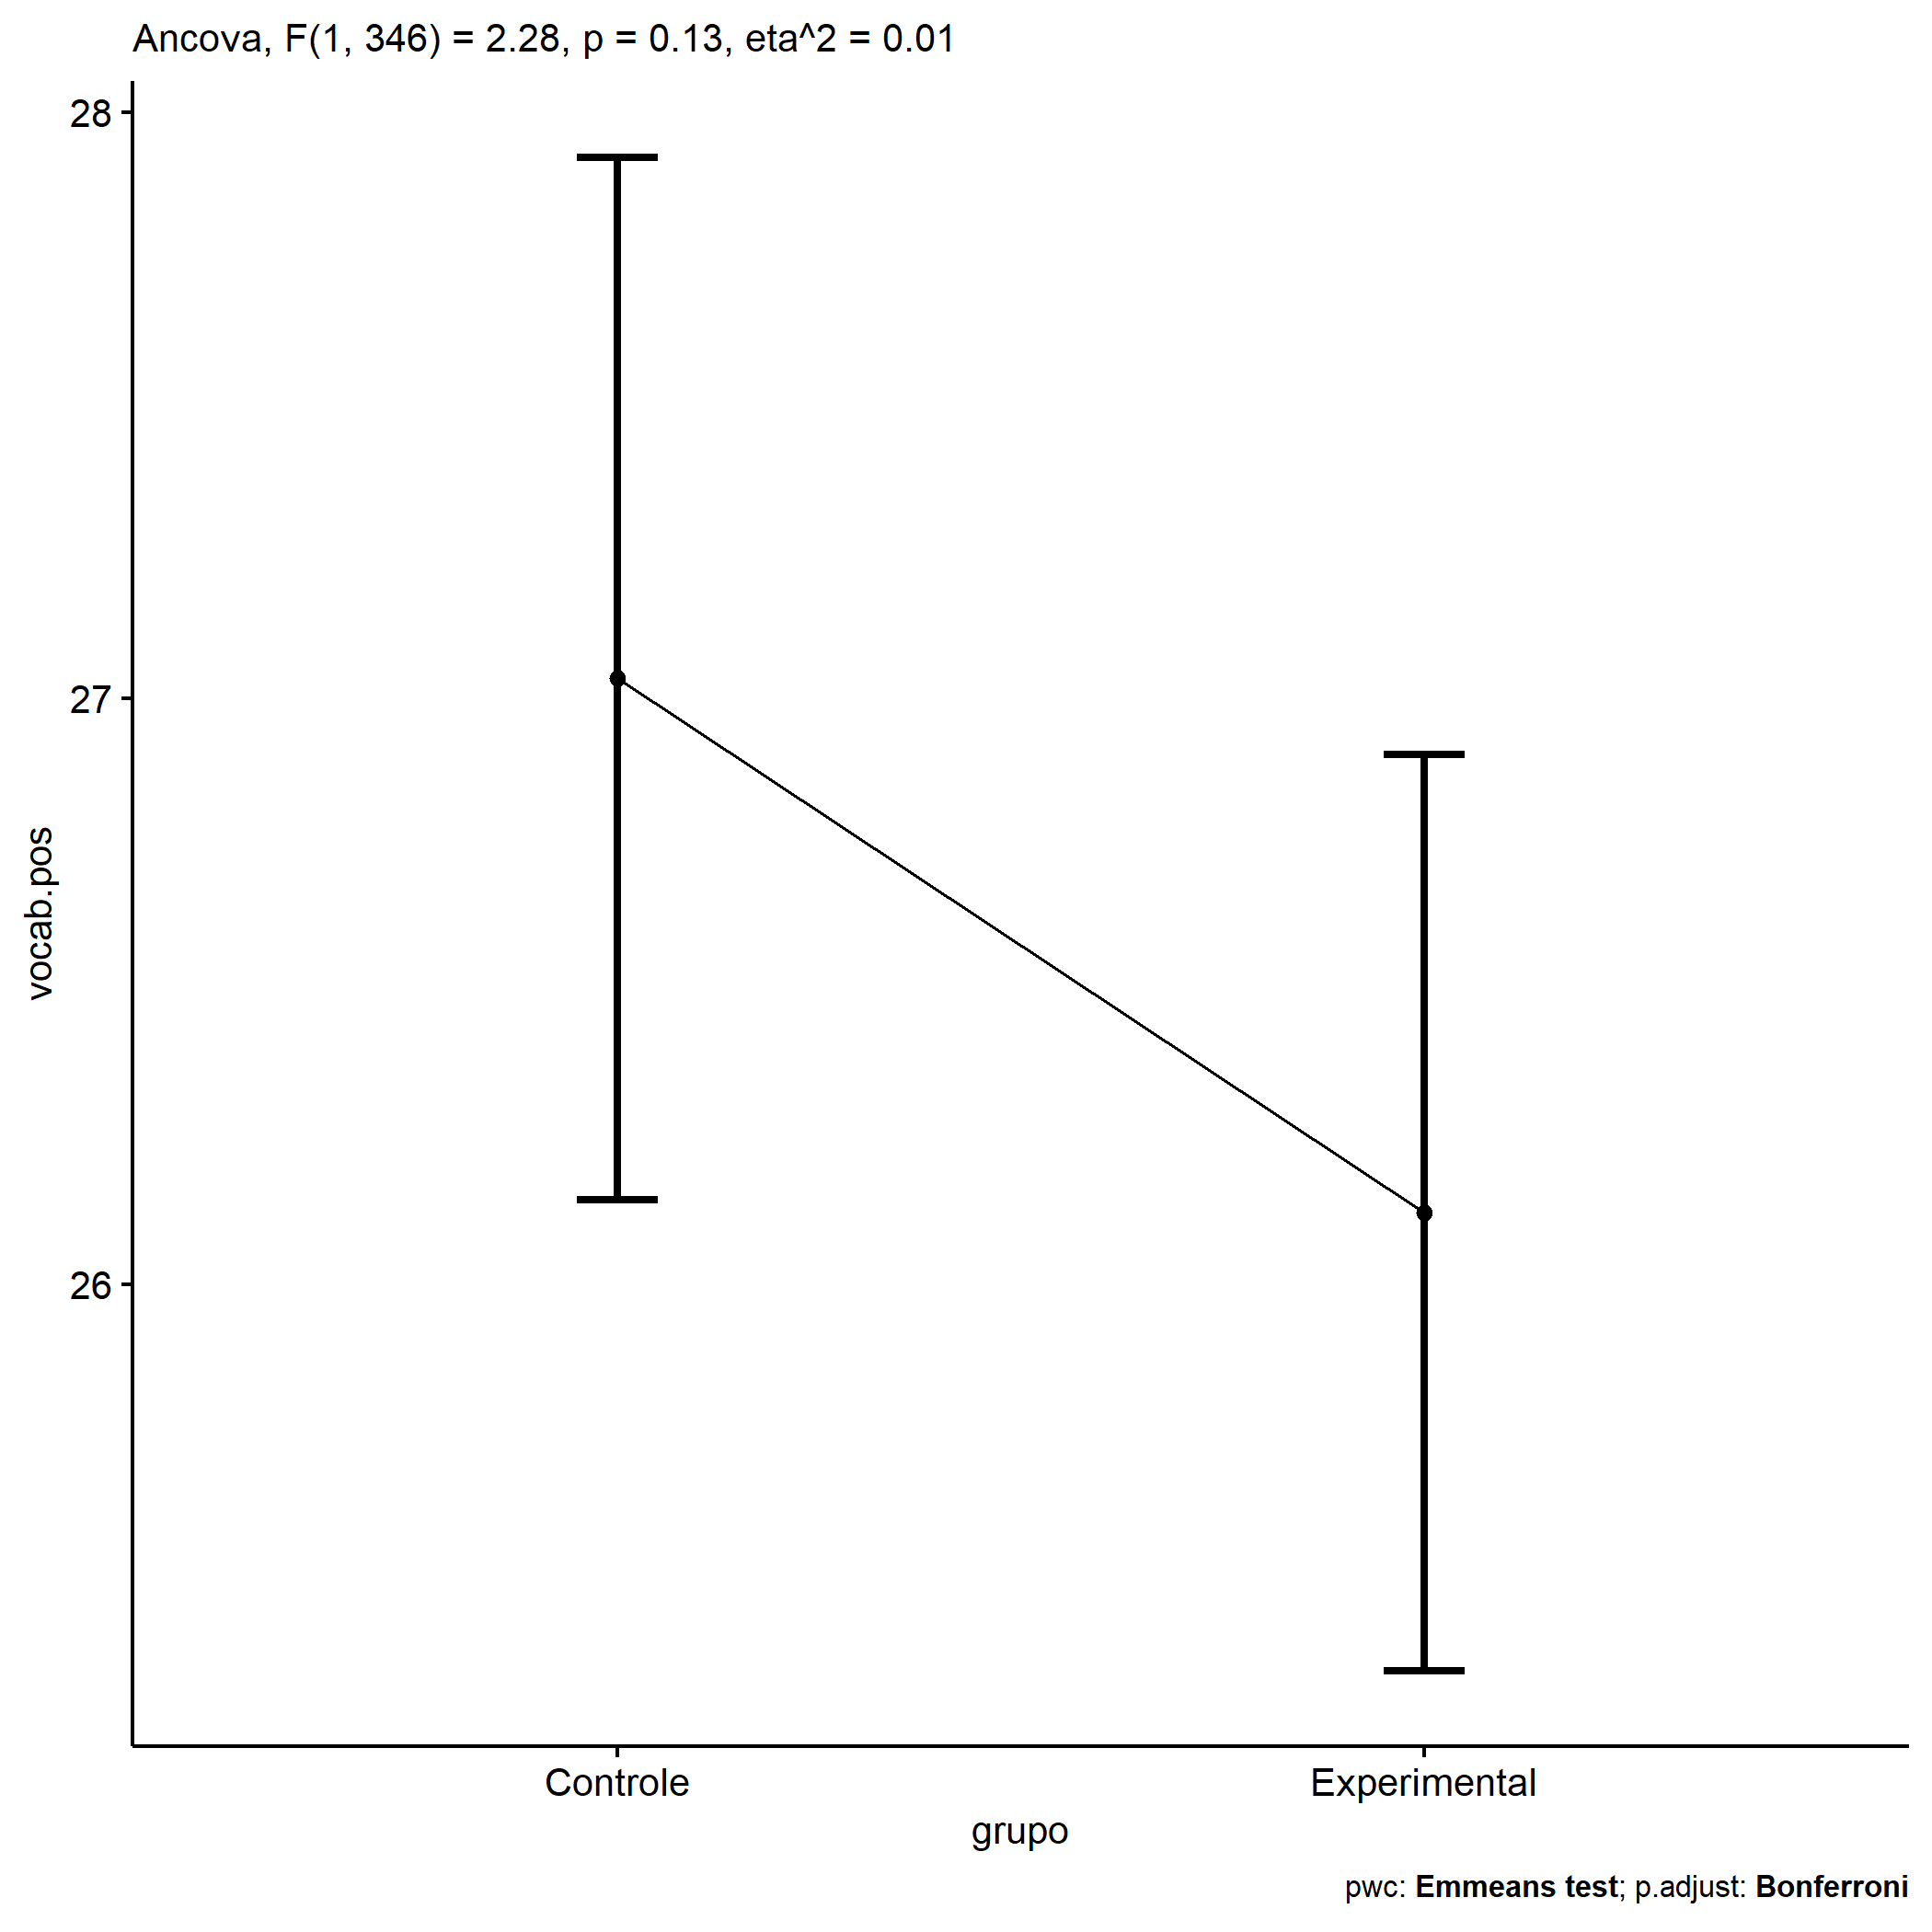 Ancova, F(1, 346) = 2.28, p = 0.13, eta^2 = 0.01
28
27
26
vocab.pos
Controle
Experimental
grupo
pwc: Emmeans test; p.adjust: Bonferroni